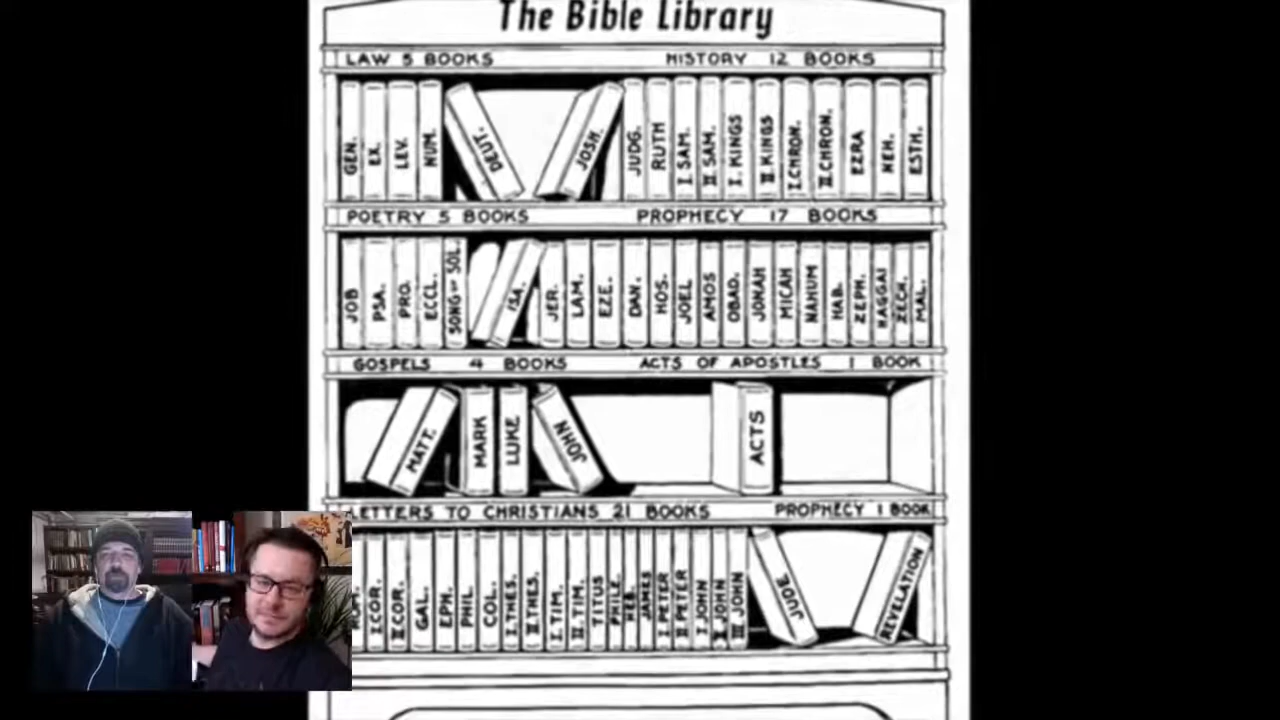 The Bible Library
LAW 5 BOOKS HISTORY 12 BOOKS
GEN. EX. LEV. NUM. DEUT. JOSH. JUDG. RUTH I. SAM. II. SAM. I. KINGS II. KINGS I. CHRON. II. CHRON. EZRA NEH. ESTH.
POETRY 5 BOOKS PROPHECY 17 BOOKS
JOB PSA. PRO. ECCL. SONG OF SOL. ISA. JER. LAM. EZE. DAN. HOS. JOEL AMOS OBAD. JONAH MICAH NAHUM HAB. ZEPH. HAGGAI ZECH. MAL.
GOSPELS 4 BOOKS ACTS OF APOSTLES 1 BOOK
MATT. MARK LUKE JOHN ACTS
LETTERS TO CHRISTIANS 21 BOOKS PROPHECY 1 BOOK
ROM. I. COR. II. COR. GAL. EPH. PHIL. COL. I. THES. II. THES. I. TIM. II. TIM. TITUS PHILE. HEB. JAMES I. PETER II. PETER I. JOHN II. JOHN III. JOHN JUDE REVELATION